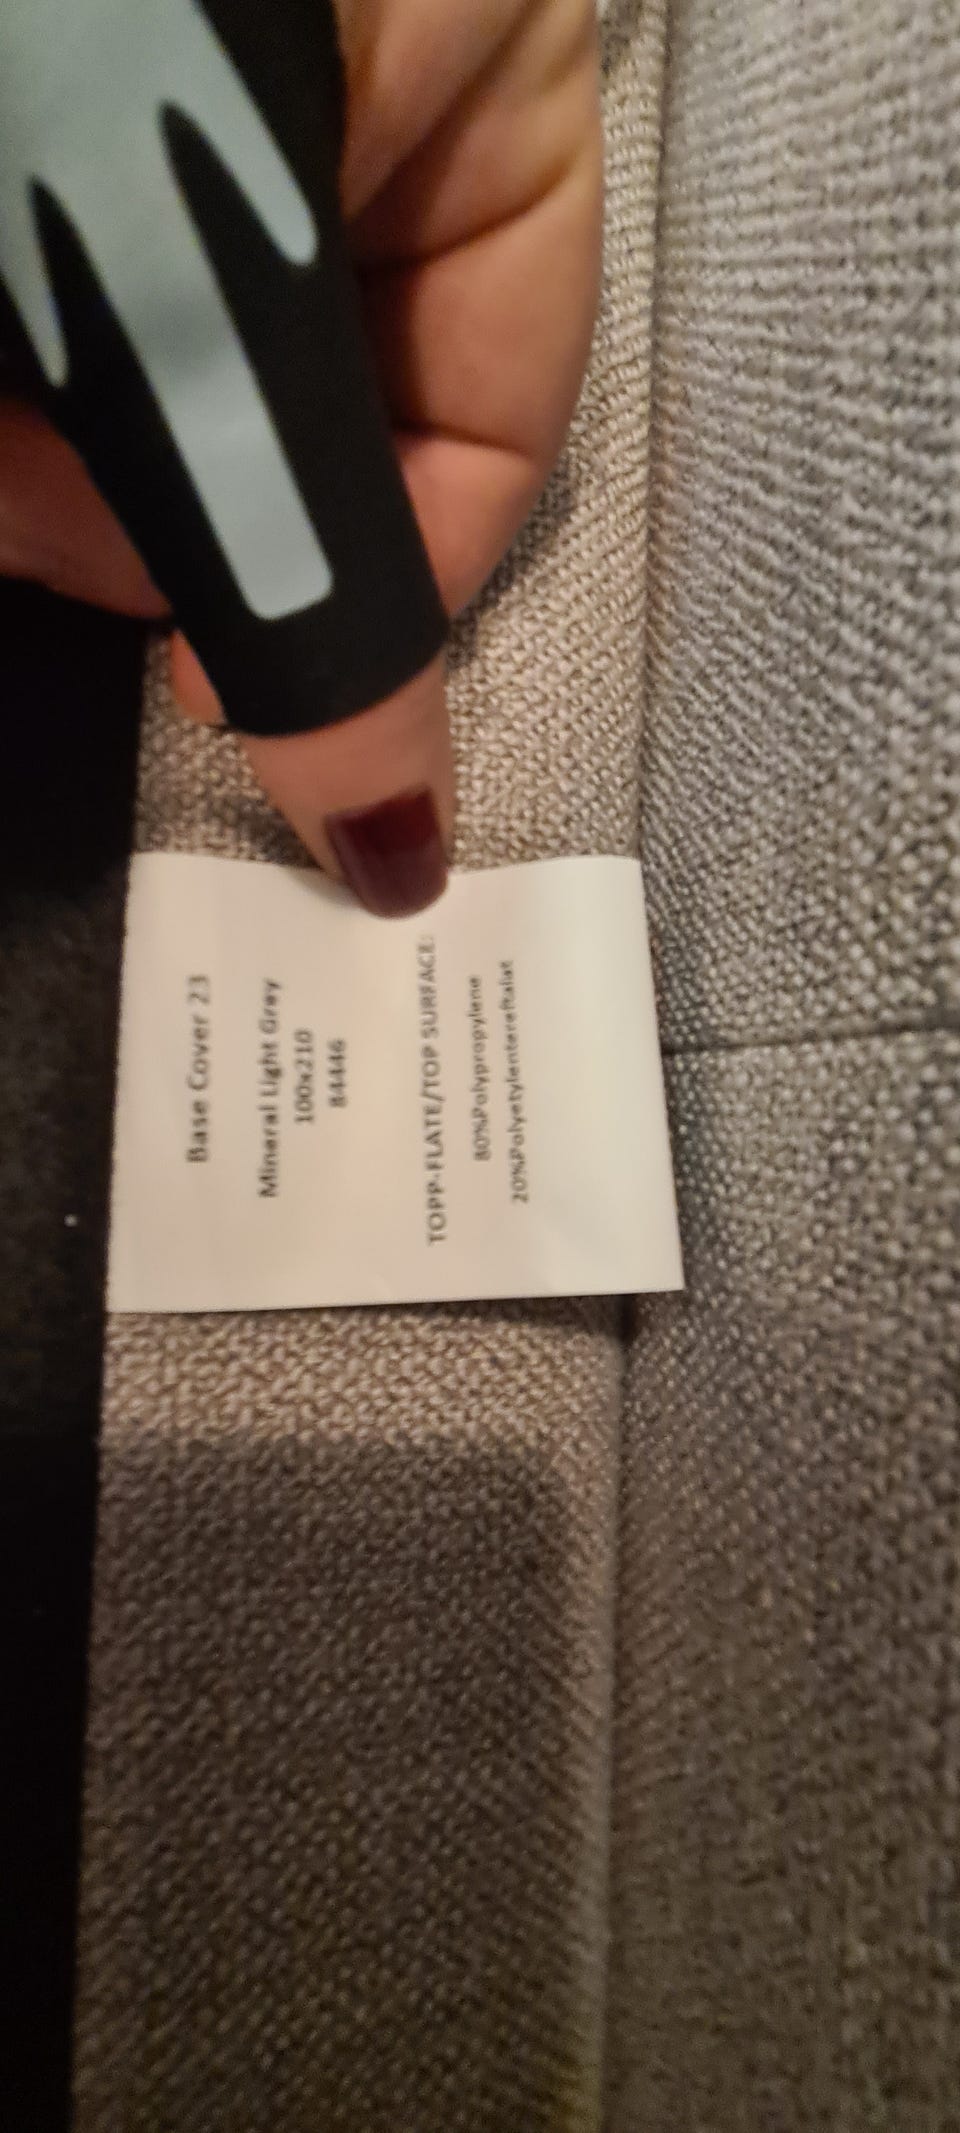 Base Cover 23
Mineral Light Grey
100x210
84446
TOPP-FLATE/TOP SURFACE:
80%Polypropylene
20%Polyetylentereftalat